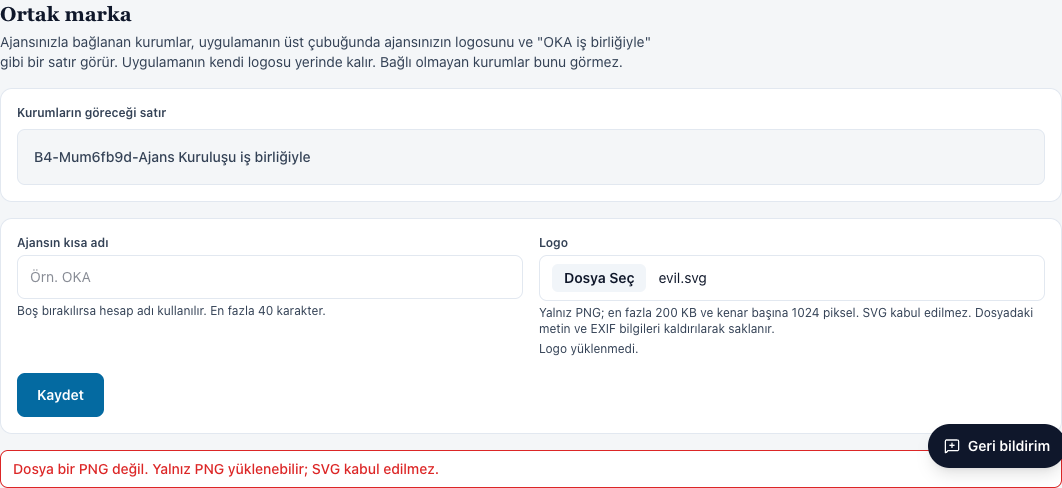 Ortak marka
Ajansınızla bağlanan kurumlar, uygulamanın üst çubuğunda ajansınızın logosunu ve "OKA iş birliğiyle"
gibi bir satır görür. Uygulamanın kendi logosu yerinde kalır. Bağlı olmayan kurumlar bunu görmez.
Kurumların göreceği satır
B4-Mum6fb9d-Ajans Kuruluşu iş birliğiyle
Ajansın kısa adı
Örn. OKA
Boş bırakılırsa hesap adı kullanılır. En fazla 40 karakter.
Logo
Dosya Seç evil.svg
Yalnız PNG; en fazla 200 KB ve kenar başına 1024 piksel. SVG kabul edilmez. Dosyadaki
metin ve EXIF bilgileri kaldırılarak saklanır.
Logo yüklenmedi.
Kaydet
Geri bildirim
Dosya bir PNG değil. Yalnız PNG yüklenebilir; SVG kabul edilmez.